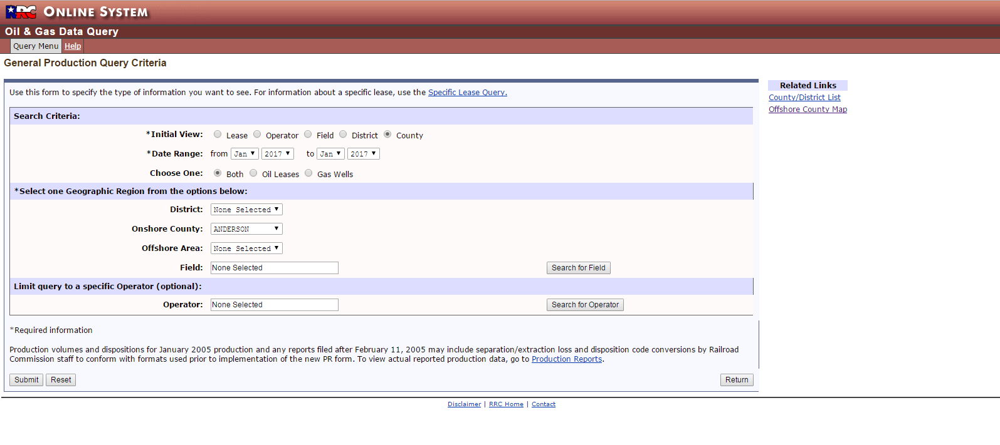 RRC ONLINE SYSTEM
Oil & Gas Data Query
Query Menu Help
General Production Query Criteria
Use this form to specify the type of information you want to see. For information about a specific lease, use the Specific Lease Query.
Related Links
County/District List
Offshore County Map
Search Criteria:
*Initial View: Lease Operator Field District County
*Date Range: from Jan 2017 to Jan 2017
Choose One: Both Oil Leases Gas Wells
*Select one Geographic Region from the options below:
District: None Selected
Onshore County: ANDERSON
Offshore Area: None Selected
Field: None Selected Search for Field
Limit query to a specific Operator (optional):
Operator: None Selected Search for Operator
*Required information
Production volumes and dispositions for January 2005 production and any reports filed after February 11, 2005 may include separation/extraction loss and disposition code conversions by Railroad
Commission staff to conform with formats used prior to implementation of the new PR form. To view actual reported production data, go to Production Reports.
Submit Reset Return
Disclaimer | RRC Home | Contact